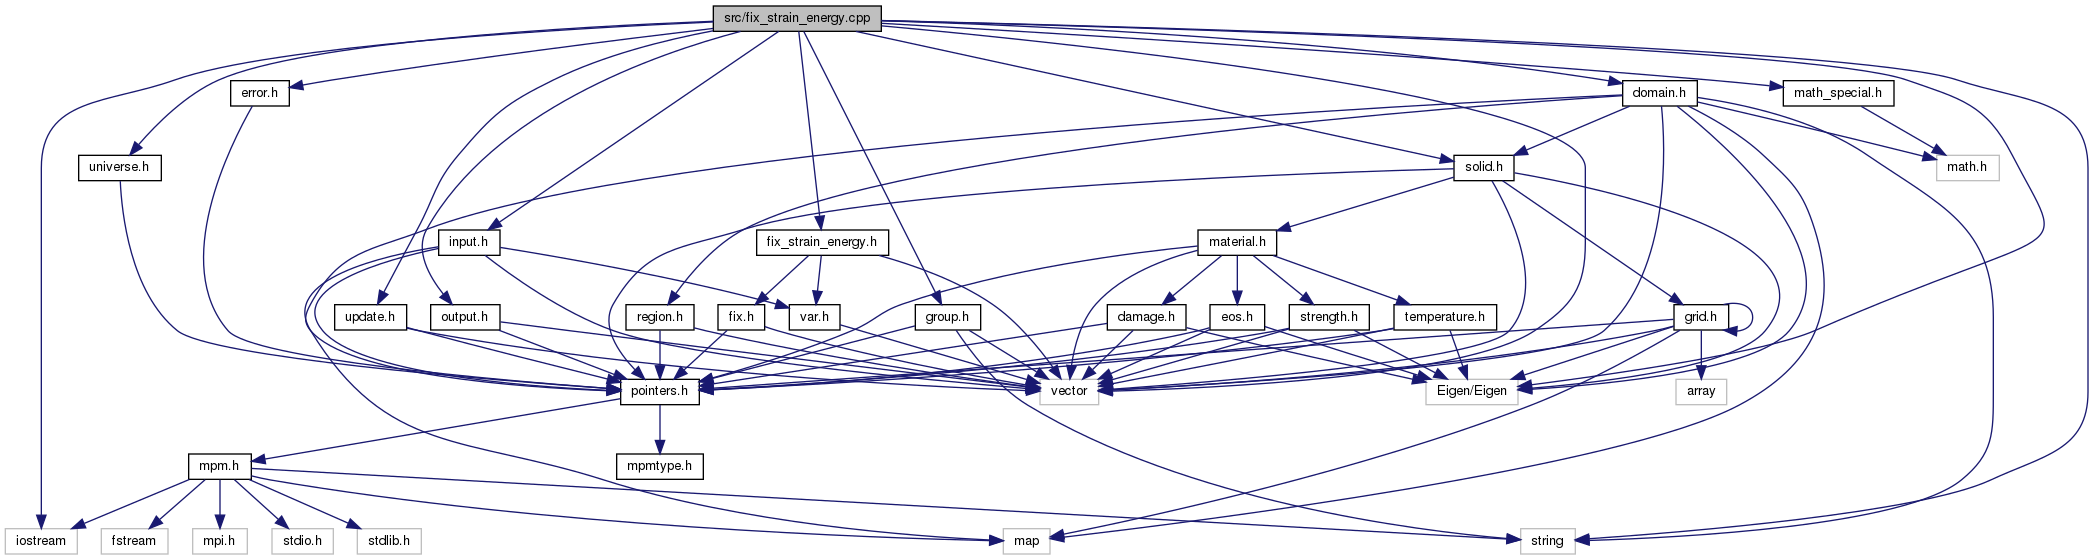 src/fix_strain_energy.cpp
error.h
domain.h
math_special.h
universe.h
solid.h
math.h
input.h
fix_strain_energy.h
material.h
update.h
output.h
region.h
fix.h
var.h
group.h
damage.h
eos.h
strength.h
temperature.h
grid.h
pointers.h
vector
Eigen/Eigen
array
mpm.h
mpmtype.h
iostream
fstream
mpi.h
stdio.h
stdlib.h
map
string